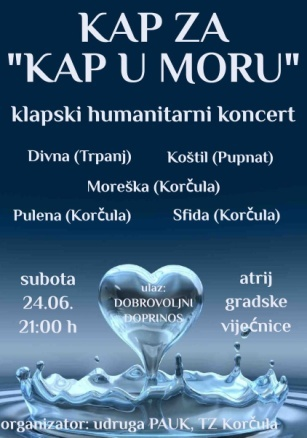 KAP ZA
"KAP U MORU"
klapski humanitarni koncert
Divna (Trpanj) Koštil (Pupnat)
Moreška (Korčula)
Pulena (Korčula) Sfida (Korčula)
subota
24.06.
21:00 h
ulaz:
DOBROVOLJNI
DOPRINOS
atrij
gradske
vijećnice
organizator: udruga PAUK, TZ Korčula